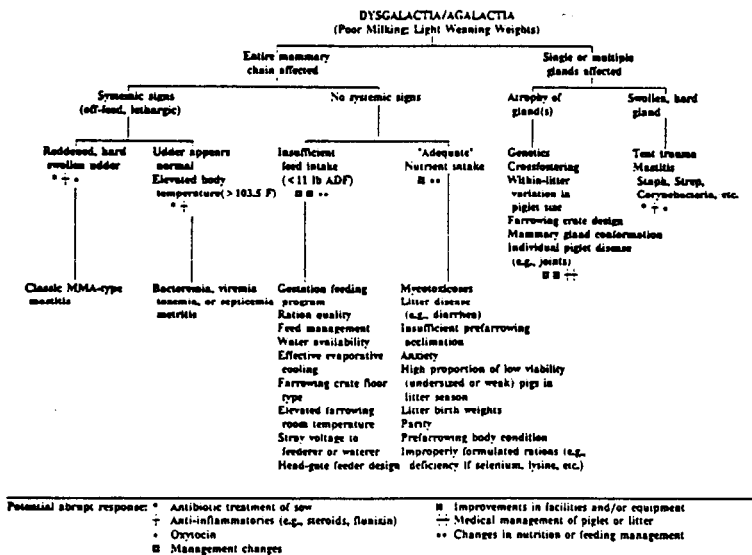 DYSGALACTIA/AGALACTIA
(Poor Milking; Light Weaning Weights)
Entire mammary
chain affected
Single or multiple
glands affected
Systemic signs
(off-feed, lethargic)
No systemic signs
Atrophy of
gland(s)
Swollen, hard
gland
Reddened, hard
swollen udder
* † •
Udder appears
normal
Elevated body
temperature(>103.5 F)
* †
Insufficient
feed intake
(<11 lb ADF)
■ ■ ••
"Adequate"
Nutrient intake
■ ••
Genetics
Crossfostering
Within-litter
variation in
piglet size
Farrowing crate design
Mammary gland conformation
Individual piglet disease
(e.g., joints)
■ ■ ‡
Teat trauma
Mastitis
Staph, Strep,
Corynebacteria, etc.
* † •
Classic MMA-type
mastitis
Bacteremia, viremia
toxemia, or septicemia
metritis
Gestation feeding
program
Ration quality
Feed management
Water availability
Effective evaporative
cooling
Farrowing crate floor
type
Elevated farrowing
room temperature
Stray voltage to
feederer or waterer
Head-gate feeder design
Mycotoxicoses
Litter disease
(e.g., diarrhea)
Insufficient prefarrowing
acclimation
Anxiety
High proportion of low viability
(undersized or weak) pigs in
litter season
Litter birth weights
Parity
Prefarrowing body condition
Improperly formulated rations (e.g.,
deficiency if selenium, lysine, etc.)
Potential abrupt response: * Antibiotic treatment of sow
† Anti-inflammatories (e.g., steroids, flunixin)
• Oxytocin
■ Management changes
■ Improvements in facilities and/or equipment
‡ Medical management of piglet or litter
•• Changes in nutrition or feeding management